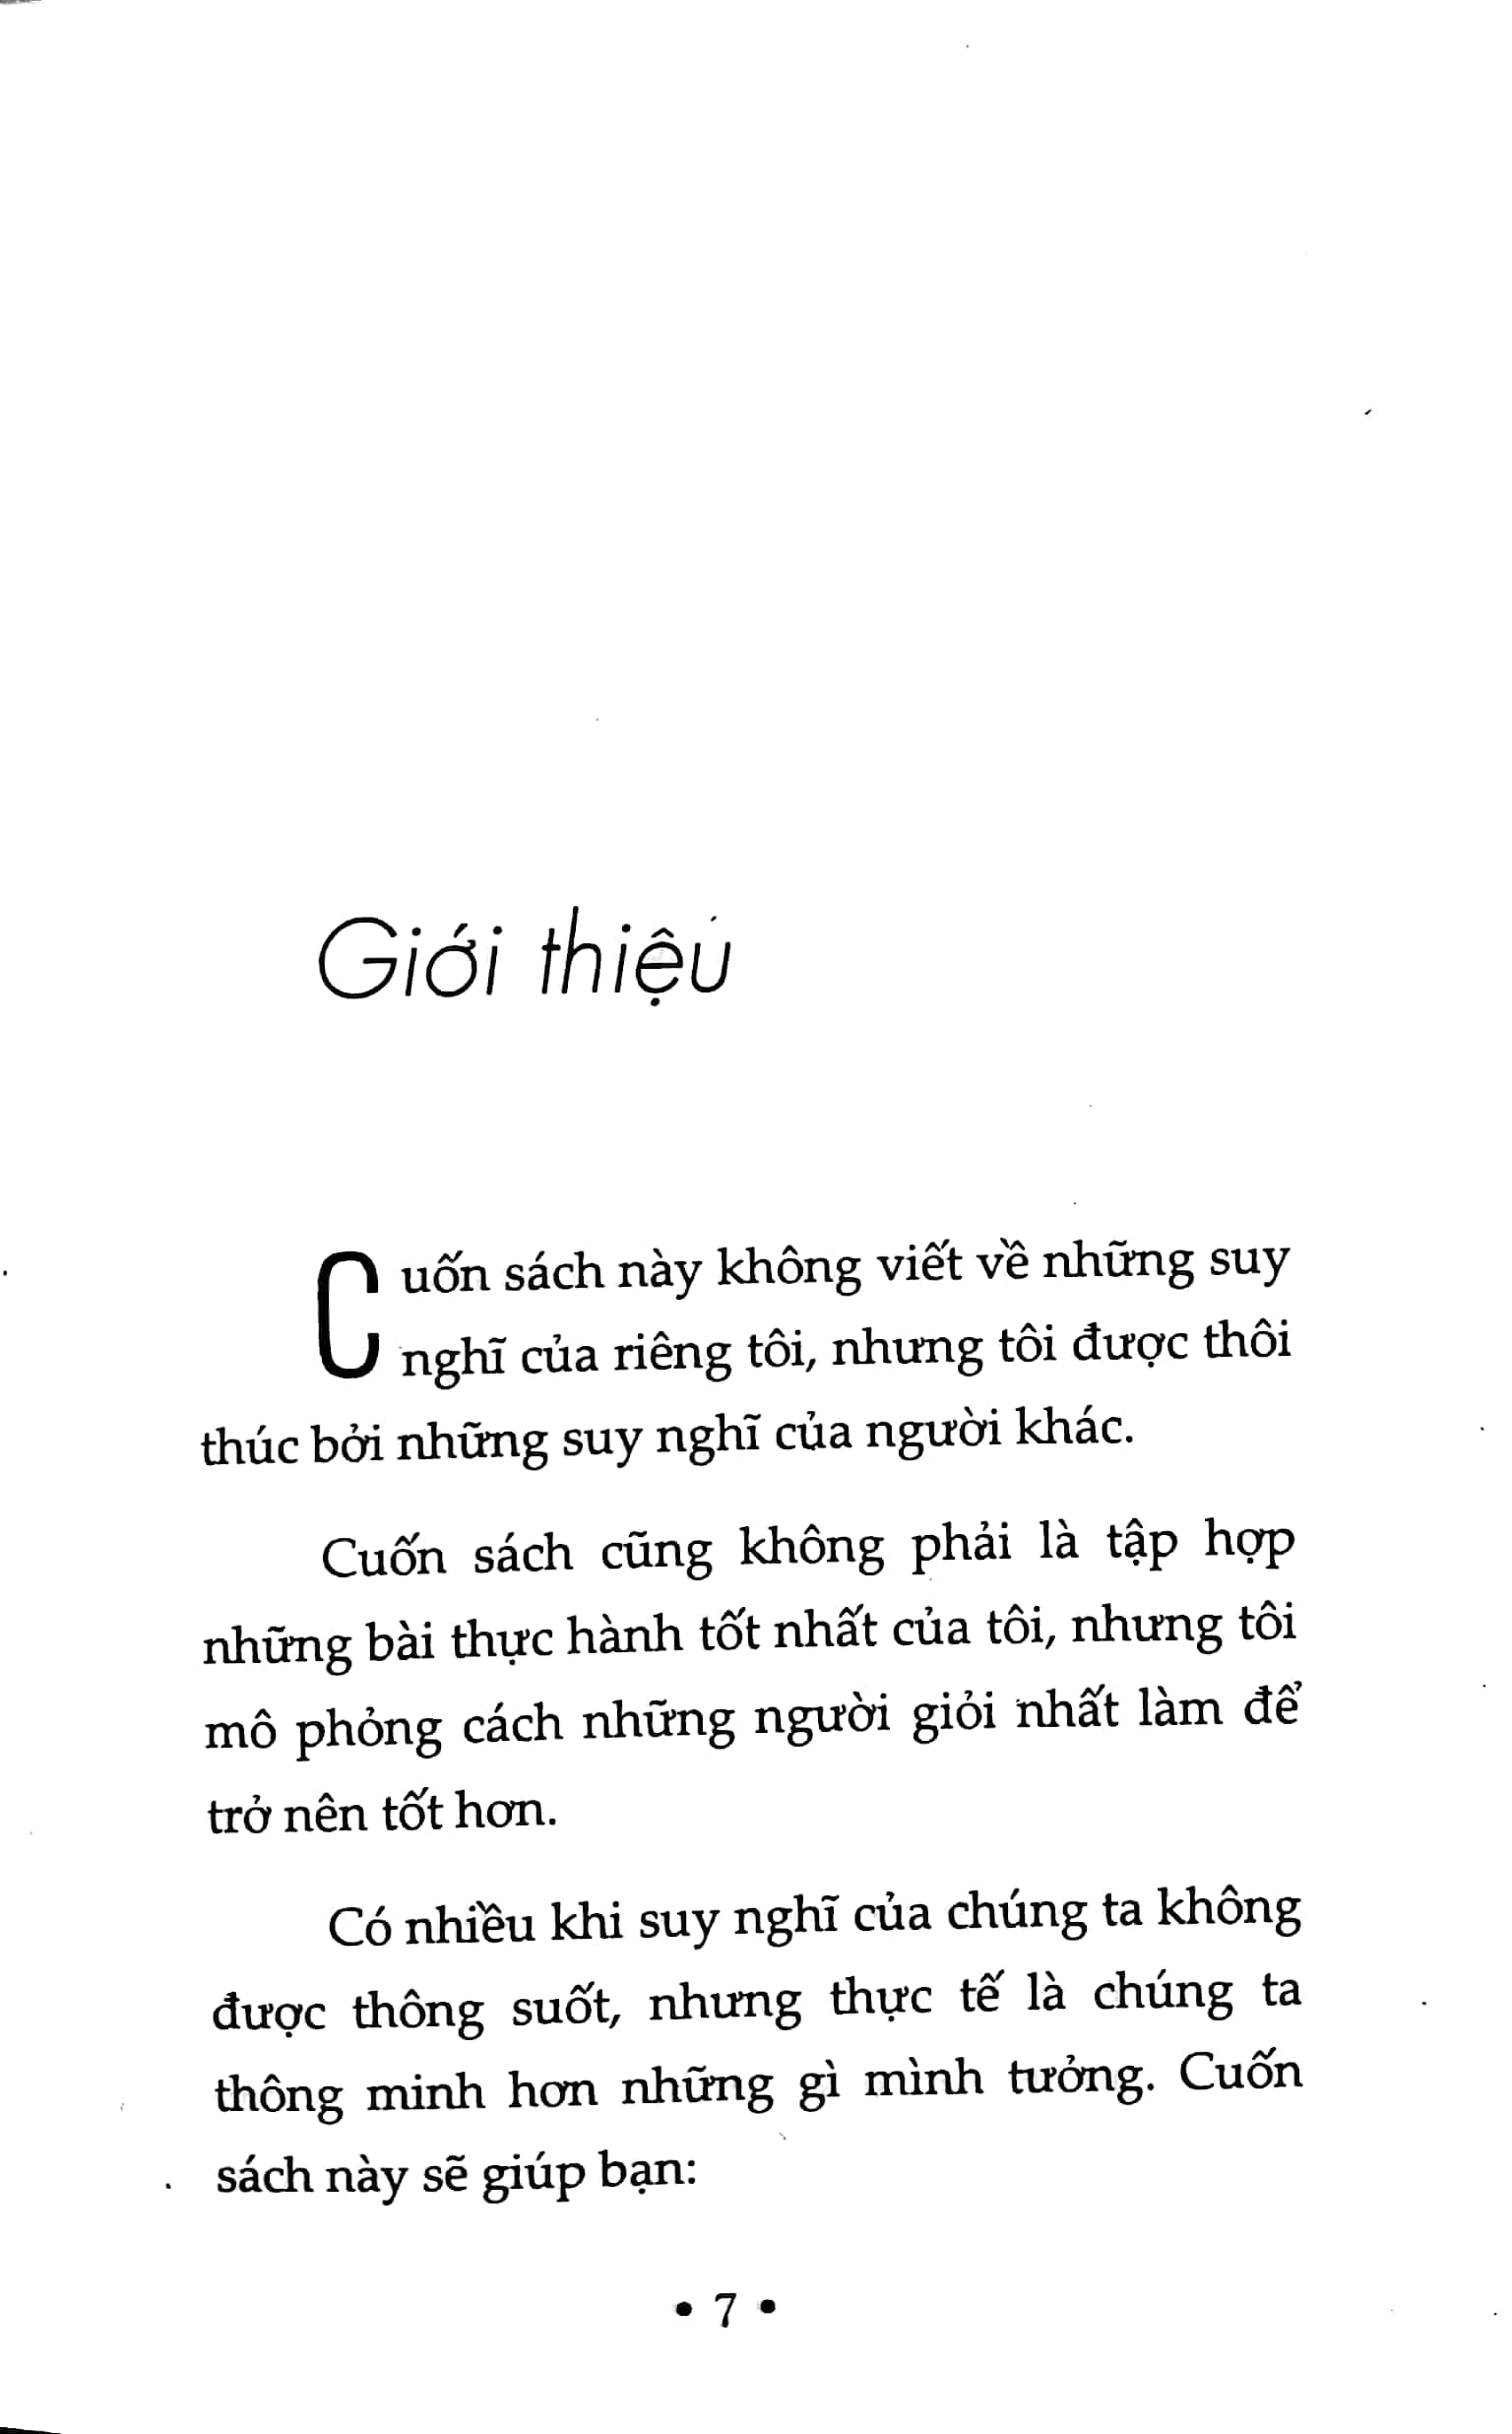 Giới thiệu
Cuốn sách này không viết về những suy
nghĩ của riêng tôi, nhưng tôi được thôi
thúc bởi những suy nghĩ của người khác.
Cuốn sách cũng không phải là tập hợp
những bài thực hành tốt nhất của tôi, nhưng tôi
mô phỏng cách những người giỏi nhất làm để
trở nên tốt hơn.
Có nhiều khi suy nghĩ của chúng ta không
được thông suốt, nhưng thực tế là chúng ta
thông minh hơn những gì mình tưởng. Cuốn
sách này sẽ giúp bạn:
• 7 •